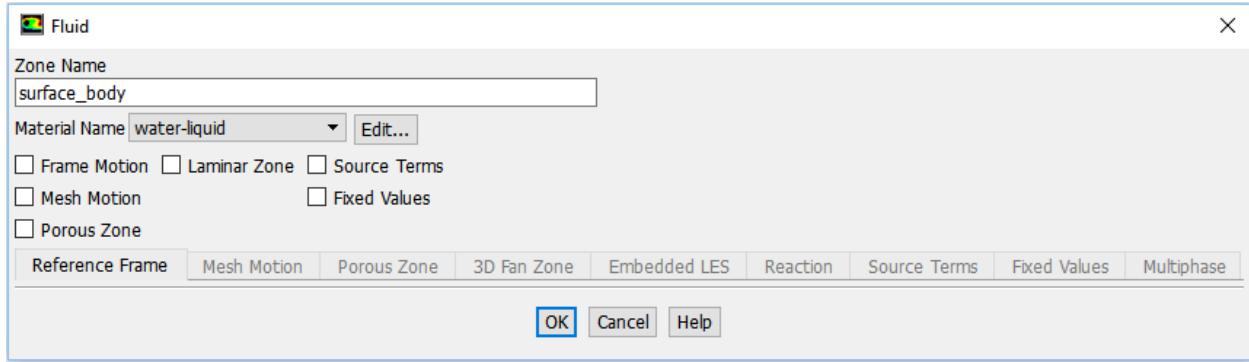 Fluid
Zone Name
surface_body
Material Name water-liquid Edit...
Frame Motion Laminar Zone Source Terms
Mesh Motion Fixed Values
Porous Zone
Reference Frame Mesh Motion Porous Zone 3D Fan Zone Embedded LES Reaction Source Terms Fixed Values Multiphase
OK Cancel Help